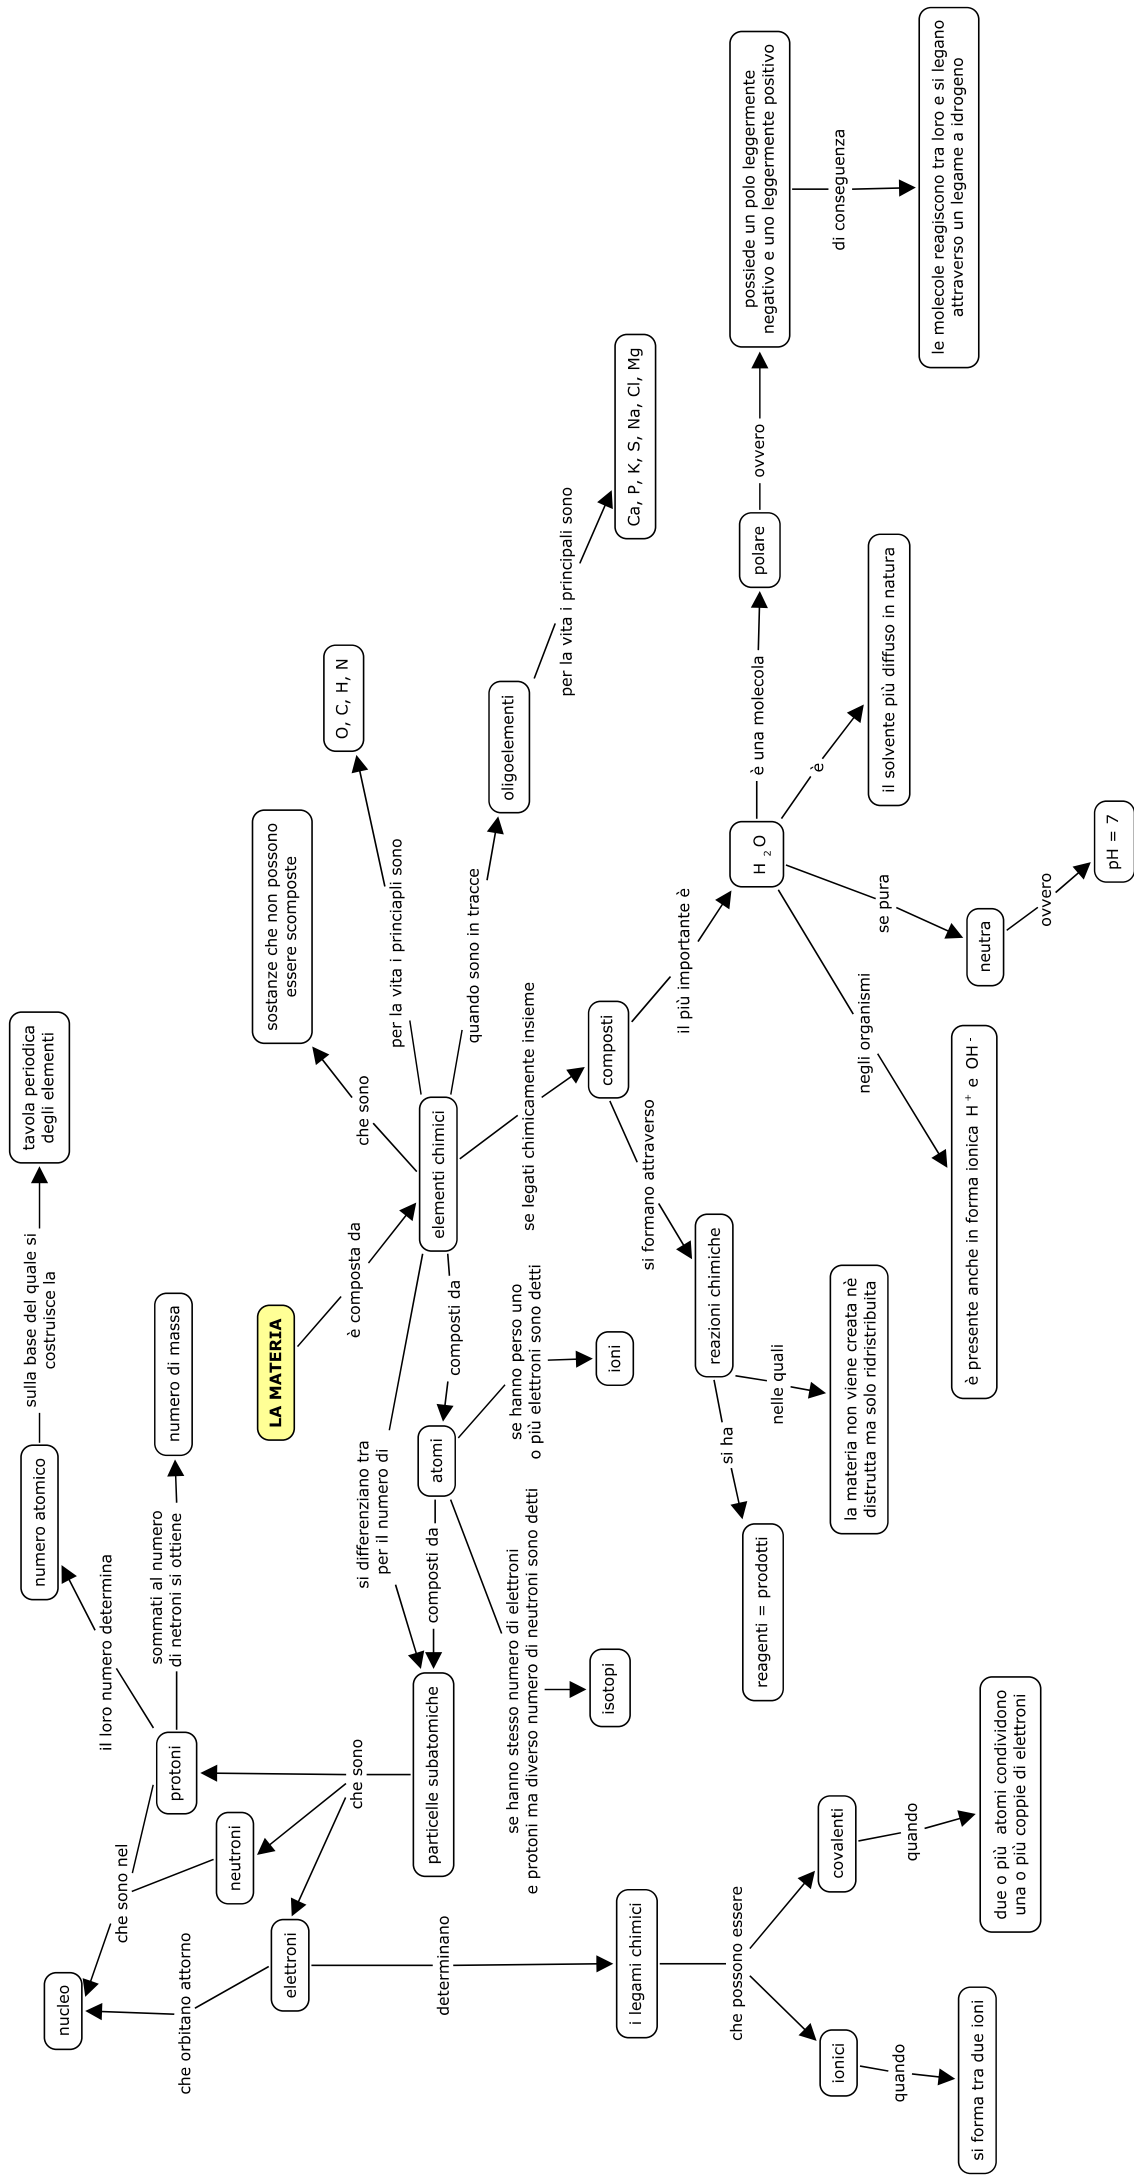 nucleo
che sono nel
che orbitano attorno
numero atomico
sulla base del quale si
costruisce la
tavola periodica
degli elementi
il loro numero determina
sommati al numero
di netroni si ottiene
numero di massa
protoni
neutroni
elettroni
che sono
LA MATERIA
è composta da
che sono
sostanze che non possono
essere scomposte
per la vita i princiapli sono
O, C, H, N
particelle subatomiche
si differenziano tra
per il numero di
composti da
atomi
composti da
elementi chimici
quando sono in tracce
oligoelementi
per la vita i principali sono
Ca, P, K, S, Na, Cl, Mg
determinano
se hanno stesso numero di elettroni
e protoni ma diverso numero di neutroni sono detti
isotopi
se hanno perso uno
o più elettroni sono detti
ioni
se legati chimicamente insieme
composti
si formano attraverso
il più importante è
i legami chimici
che possono essere
ionici
quando
si forma tra due ioni
covalenti
quando
due o più atomi condividono
una o più coppie di elettroni
reazioni chimiche
si ha
reagenti = prodotti
nelle quali
la materia non viene creata nè
distrutta ma solo ridristribuita
H₂O
è una molecola
polare
ovvero
possiede un polo leggermente
negativo e uno leggermente positivo
di conseguenza
le molecole reagiscono tra loro e si legano
attraverso un legame a idrogeno
è
il solvente più diffuso in natura
se pura
neutra
ovvero
pH = 7
negli organismi
è presente anche in forma ionica H⁺ e OH⁻